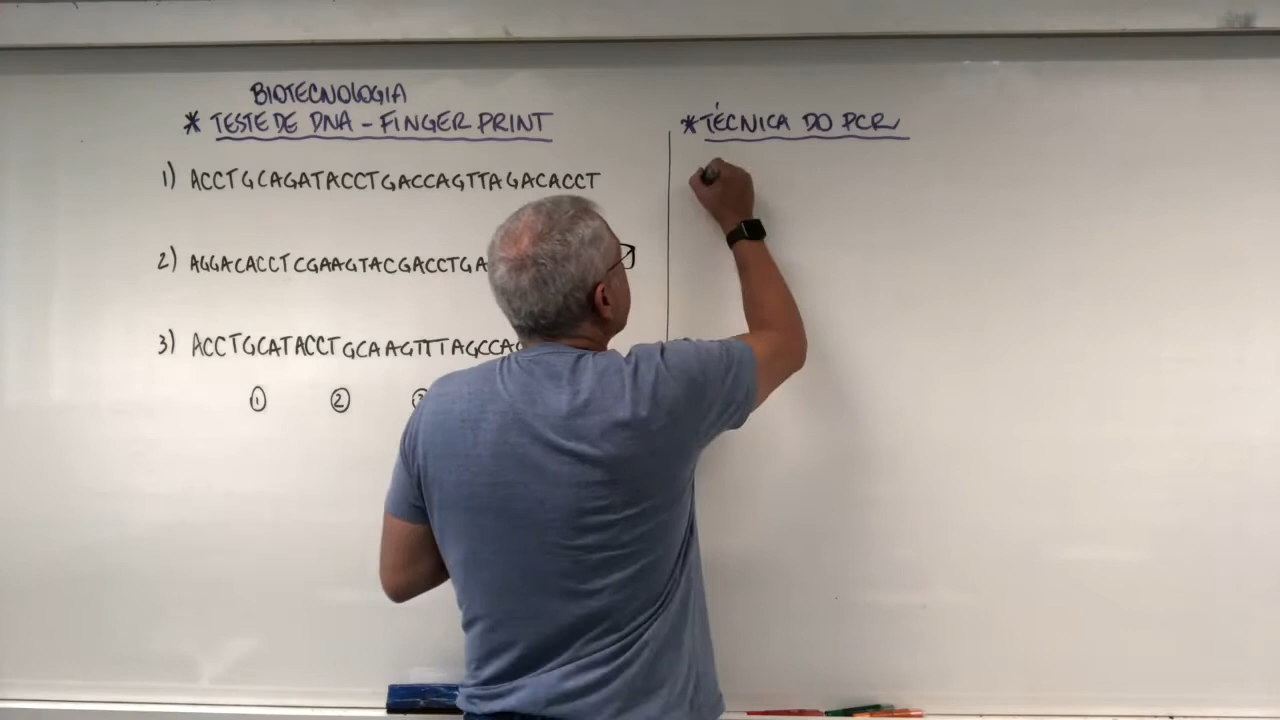 BIOTECNOLOGIA
* TESTE DE DNA - FINGER PRINT
1) ACCTGCAGATACCTGACCAGTTAGACACCT
2) AGGACACCTCGAAGTACGACCTGA
3) ACCTGCATACCTGCAAGTTTAGCCA
① ②
* TÉCNICA DO PCR